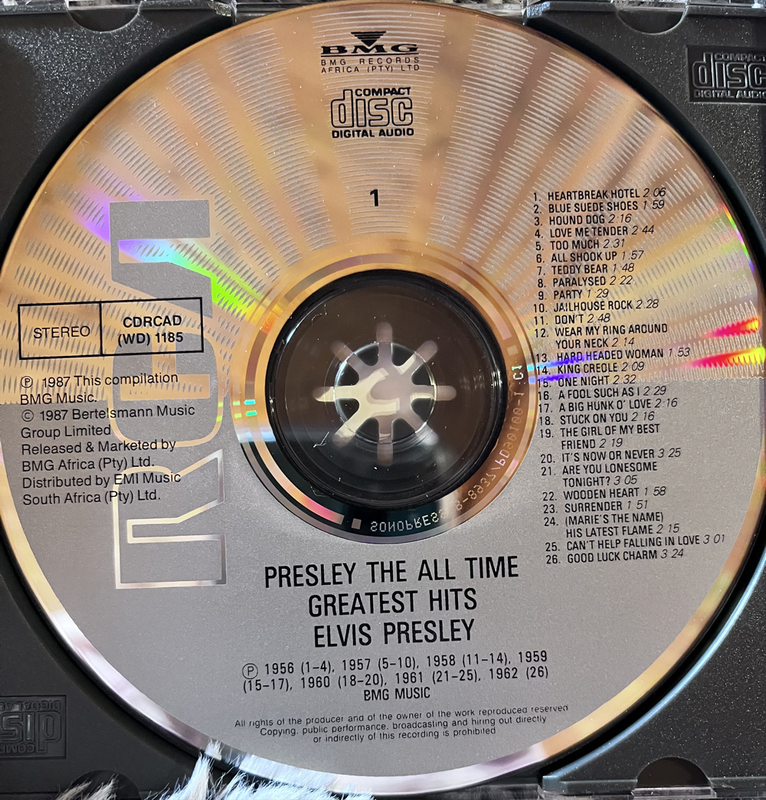 BMG
BMG RECORDS
AFRICA (PTY) LTD
COMPACT
disc
DIGITAL AUDIO
COMPACT
disc
DIGITAL AUDIO
1
RCA
STEREO
CDRCAD
(WD) 1185
℗ 1987 This compilation
BMG Music.
© 1987 Bertelsmann Music
Group Limited
Released & Marketed by
BMG Africa (Pty) Ltd.
Distributed by EMI Music
South Africa (Pty) Ltd.
1. HEARTBREAK HOTEL 2 06
2. BLUE SUEDE SHOES 1 59
3. HOUND DOG 2·16
4. LOVE ME TENDER 2 44
5. TOO MUCH 2.31
6. ALL SHOOK UP 1·57
7. TEDDY BEAR 1·48
8. PARALYSED 2 22
9. PARTY 1 29
10. JAILHOUSE ROCK 2.28
11. DON'T 2.48
12. WEAR MY RING AROUND
YOUR NECK 2 14
13. HARD HEADED WOMAN 1 53
14. KING CREOLE 2 09
15. ONE NIGHT 2 32
16. A FOOL SUCH AS I 2 29
17. A BIG HUNK O' LOVE 2·16
18. STUCK ON YOU 2 16
19. THE GIRL OF MY BEST
FRIEND 2 19
20. IT'S NOW OR NEVER 3 25
21. ARE YOU LONESOME
TONIGHT? 3 05
22. WOODEN HEART 1 58
23. SURRENDER 1 51
24. (MARIE'S THE NAME)
HIS LATEST FLAME 2 15
25. CAN'T HELP FALLING IN LOVE 3 01
26. GOOD LUCK CHARM 3 24
SONOPRESS
PRESLEY THE ALL TIME
GREATEST HITS
ELVIS PRESLEY
℗ 1956 (1–4), 1957 (5–10), 1958 (11–14), 1959
(15–17), 1960 (18–20), 1961 (21–25), 1962 (26)
BMG MUSIC
All rights of the producer and of the owner of the work reproduced reserved
Copying, public performance, broadcasting and hiring out directly
or indirectly of this recording is prohibited
COMPACT
disc
DIGITAL AUDIO